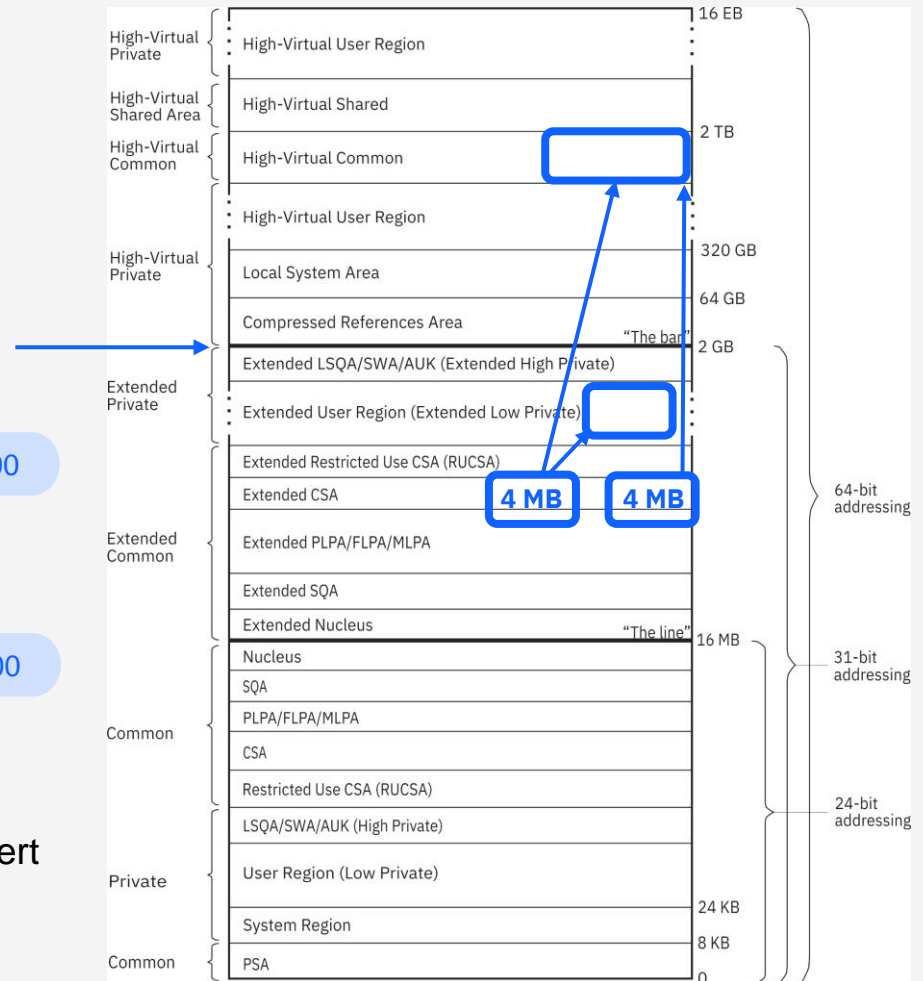 16 EB
High-Virtual
Private
High-Virtual User Region
High-Virtual
Shared Area
High-Virtual Shared
2 TB
High-Virtual
Common
High-Virtual Common
High-Virtual User Region
High-Virtual
Private
320 GB
Local System Area
64 GB
Compressed References Area
“The bar”
2 GB
Extended LSQA/SWA/AUK (Extended High Private)
Extended
Private
Extended User Region (Extended Low Private)
00
Extended Restricted Use CSA (RUCSA)
Extended CSA
4 MB
4 MB
64-bit
addressing
Extended
Common
Extended PLPA/FLPA/MLPA
Extended SQA
Extended Nucleus
“The line”
16 MB
00
Nucleus
31-bit
addressing
SQA
PLPA/FLPA/MLPA
Common
CSA
Restricted Use CSA (RUCSA)
24-bit
addressing
LSQA/SWA/AUK (High Private)
ert
Private
User Region (Low Private)
24 KB
System Region
8 KB
Common
PSA
0